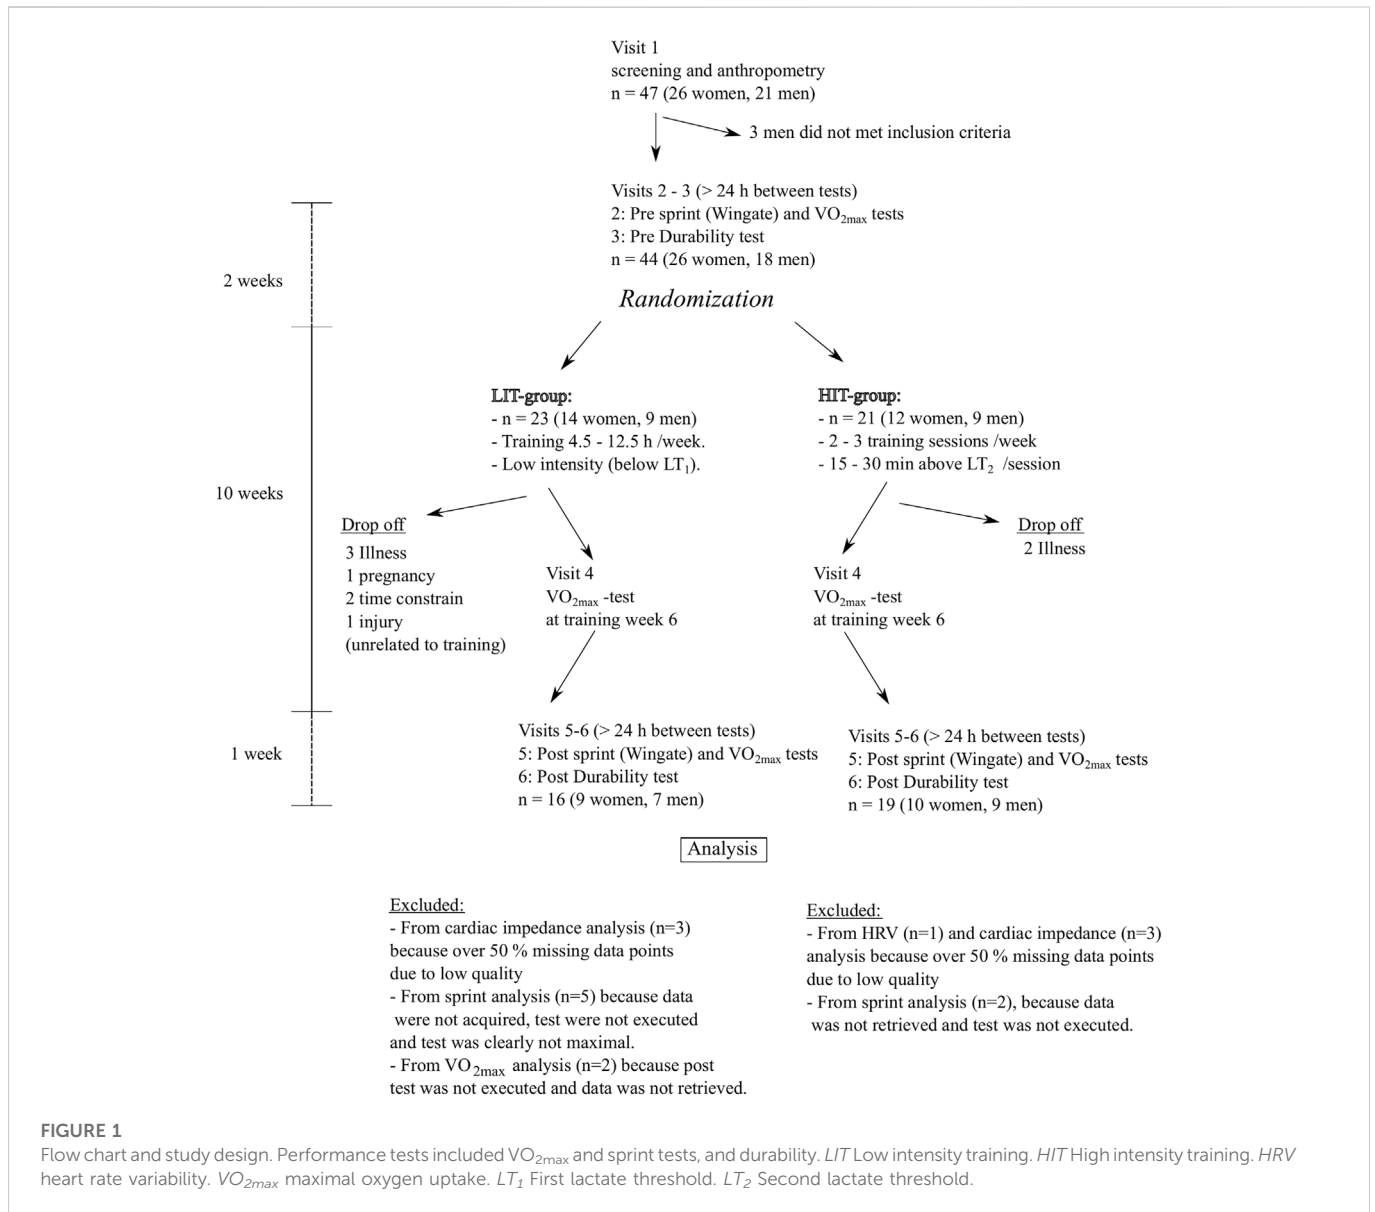 Visit 1
screening and anthropometry
n = 47 (26 women, 21 men)
3 men did not met inclusion criteria
Visits 2 - 3 (> 24 h between tests)
2: Pre sprint (Wingate) and VO2max tests
3: Pre Durability test
n = 44 (26 women, 18 men)
2 weeks
Randomization
LIT-group:
- n = 23 (14 women, 9 men)
- Training 4.5 - 12.5 h /week.
- Low intensity (below LT1).
HIT-group:
- n = 21 (12 women, 9 men)
- 2 - 3 training sessions /week
- 15 - 30 min above LT2 /session
10 weeks
Drop off
3 Illness
1 pregnancy
2 time constrain
1 injury
(unrelated to training)
Visit 4
VO2max -test
at training week 6
Visit 4
VO2max -test
at training week 6
Drop off
2 Illness
1 week
Visits 5-6 (> 24 h between tests)
5: Post sprint (Wingate) and VO2max tests
6: Post Durability test
n = 16 (9 women, 7 men)
Visits 5-6 (> 24 h between tests)
5: Post sprint (Wingate) and VO2max tests
6: Post Durability test
n = 19 (10 women, 9 men)
Analysis
Excluded:
- From cardiac impedance analysis (n=3)
because over 50 % missing data points
due to low quality
- From sprint analysis (n=5) because data
were not acquired, test were not executed
and test was clearly not maximal.
- From VO2max analysis (n=2) because post
test was not executed and data was not retrieved.
Excluded:
- From HRV (n=1) and cardiac impedance (n=3)
analysis because over 50 % missing data points
due to low quality
- From sprint analysis (n=2), because data
was not retrieved and test was not executed.
FIGURE 1
Flow chart and study design. Performance tests included VO2max and sprint tests, and durability. LIT Low intensity training. HIT High intensity training. HRV
heart rate variability. VO2max maximal oxygen uptake. LT1 First lactate threshold. LT2 Second lactate threshold.